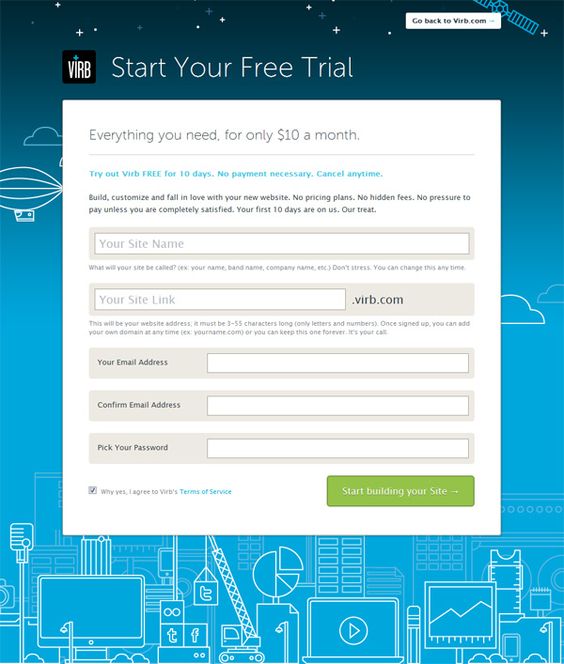 Go back to Virb.com →
VIRB
Start Your Free Trial
Everything you need, for only $10 a month.
Try out Virb FREE for 10 days. No payment necessary. Cancel anytime.
Build, customize and fall in love with your new website. No pricing plans. No hidden fees. No pressure to
pay unless you are completely satisfied. Your first 10 days are on us. Our treat.
Your Site Name
What will your site be called? (ex: your name, band name, company name, etc.) Don't stress. You can change this any time.
Your Site Link .virb.com
This will be your website address; it must be 3-55 characters long (only letters and numbers). Once signed up, you can add
your own domain at any time (ex: yourname.com) or you can keep this one forever. It's your call.
Your Email Address
Confirm Email Address
Pick Your Password
Why yes, I agree to Virb's Terms of Service
Start building your Site →
t
t f